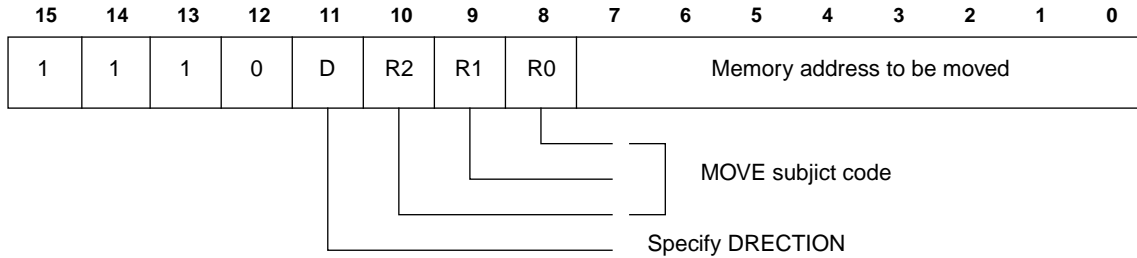 15 14 13 12 11 10 9 8 7 6 5 4 3 2 1 0
1 1 1 0 D R2 R1 R0 Memory address to be moved
MOVE subjict code
Specify DRECTION